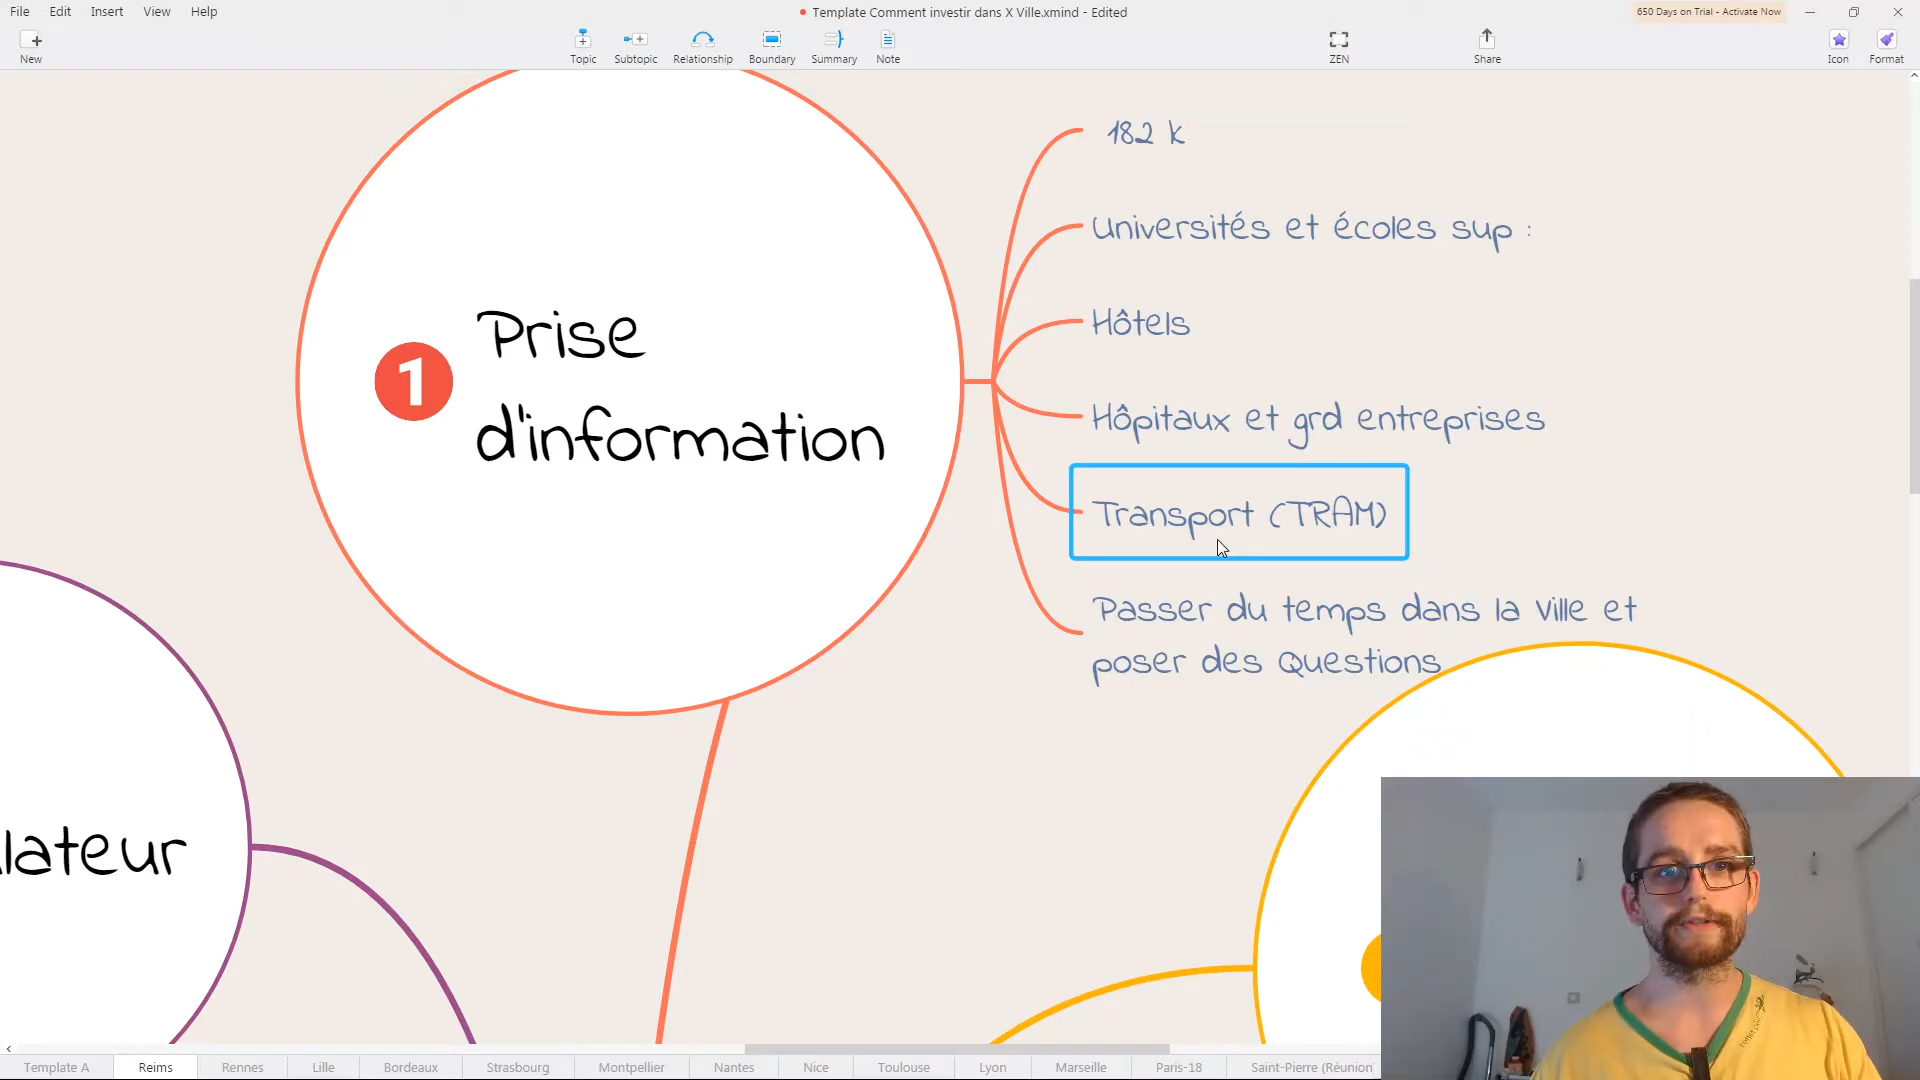 File Edit Insert View Help
Template Comment investir dans X Ville.xmind - Edited
650 Days on Trial - Activate Now
New
Topic Subtopic Relationship Boundary Summary Note
ZEN
Share
Icon Format
182 k
Universités et écoles sup :
Hôtels
Hôpitaux et grd entreprises
Transport (TRAM)
Passer du temps dans la ville et
poser des Questions
1
Prise
d'information
lateur
Template A Reims Rennes Lille Bordeaux Strasbourg Montpellier Nantes Nice Toulouse Lyon Marseille Paris-18 Saint-Pierre (Réunion